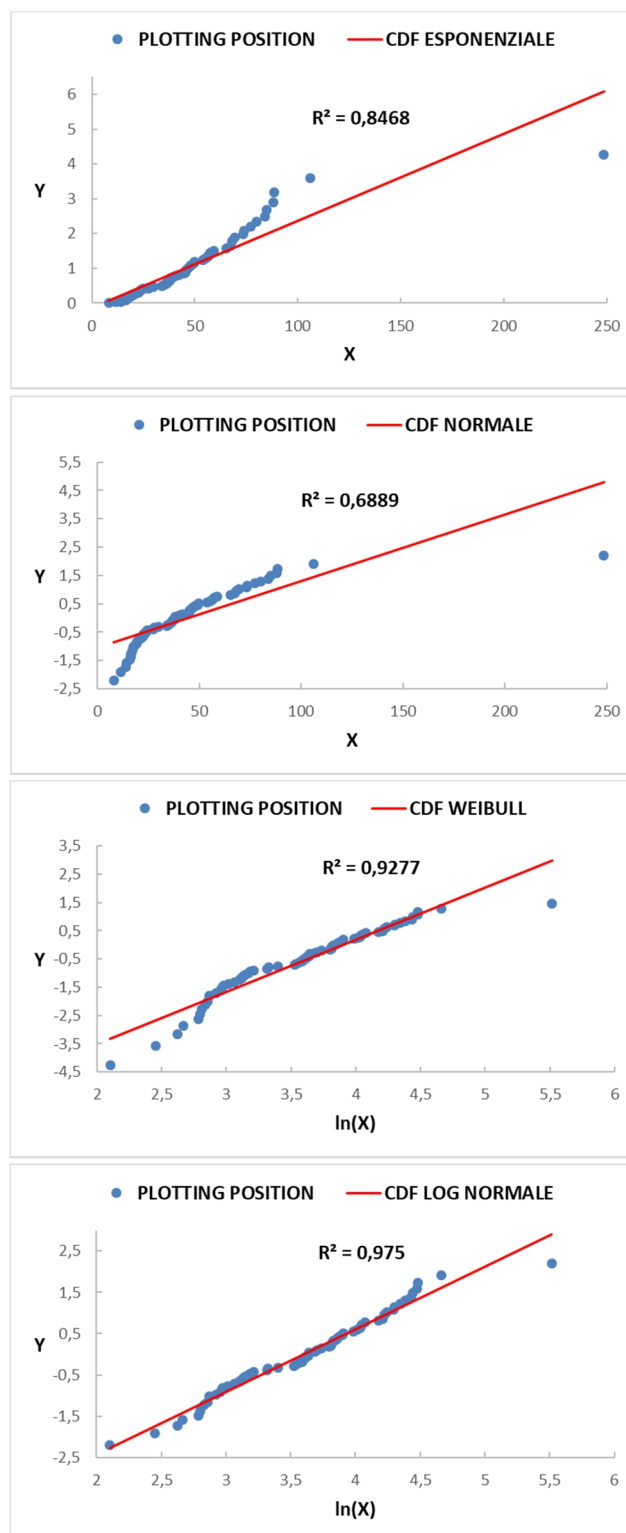 PLOTTING POSITION CDF ESPONENZIALE
R² = 0,8468
6
5
4
Y
3
2
1
0
0 50 100 150 200 250
X
PLOTTING POSITION CDF NORMALE
5,5
4,5
R² = 0,6889
3,5
2,5
Y
1,5
0,5
-0,5
-1,5
-2,5
0 50 100 150 200 250
X
PLOTTING POSITION CDF WEIBULL
3,5
R² = 0,9277
2,5
1,5
0,5
Y
-0,5
-1,5
-2,5
-3,5
-4,5
2 2,5 3 3,5 4 4,5 5 5,5 6
ln(X)
PLOTTING POSITION CDF LOG NORMALE
R² = 0,975
2,5
1,5
Y
0,5
-0,5
-1,5
-2,5
2 2,5 3 3,5 4 4,5 5 5,5 6
ln(X)